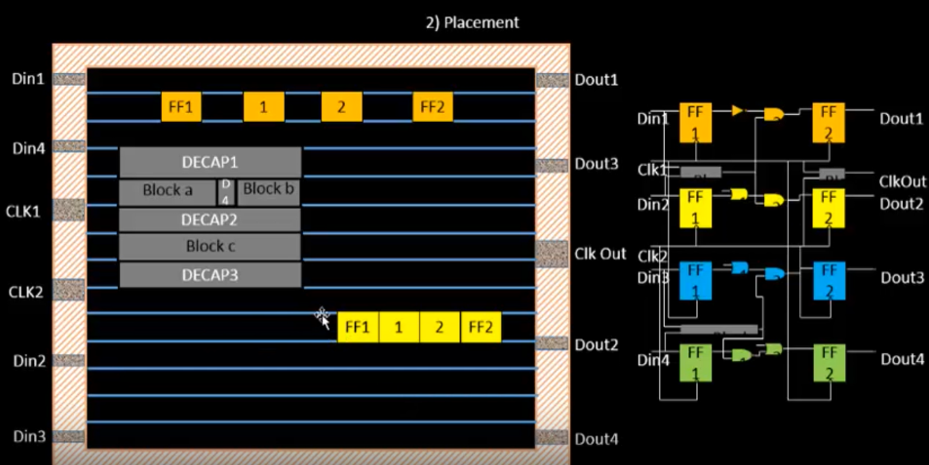 2) Placement
Din1
Dout1
FF1
1
2
FF2
Din4
Dout3
DECAP1
Block a
D
4
Block b
CLK1
DECAP2
Block c
Clk Out
DECAP3
CLK2
FF1
1
2
FF2
Dout2
Din2
Din3
Dout4
Din1
FF
1
FF
2
Dout1
Clk1
ClkOut
Din2
FF
1
FF
2
Dout2
Clk2
Din3
FF
1
FF
2
Dout3
Din4
FF
1
FF
2
Dout4